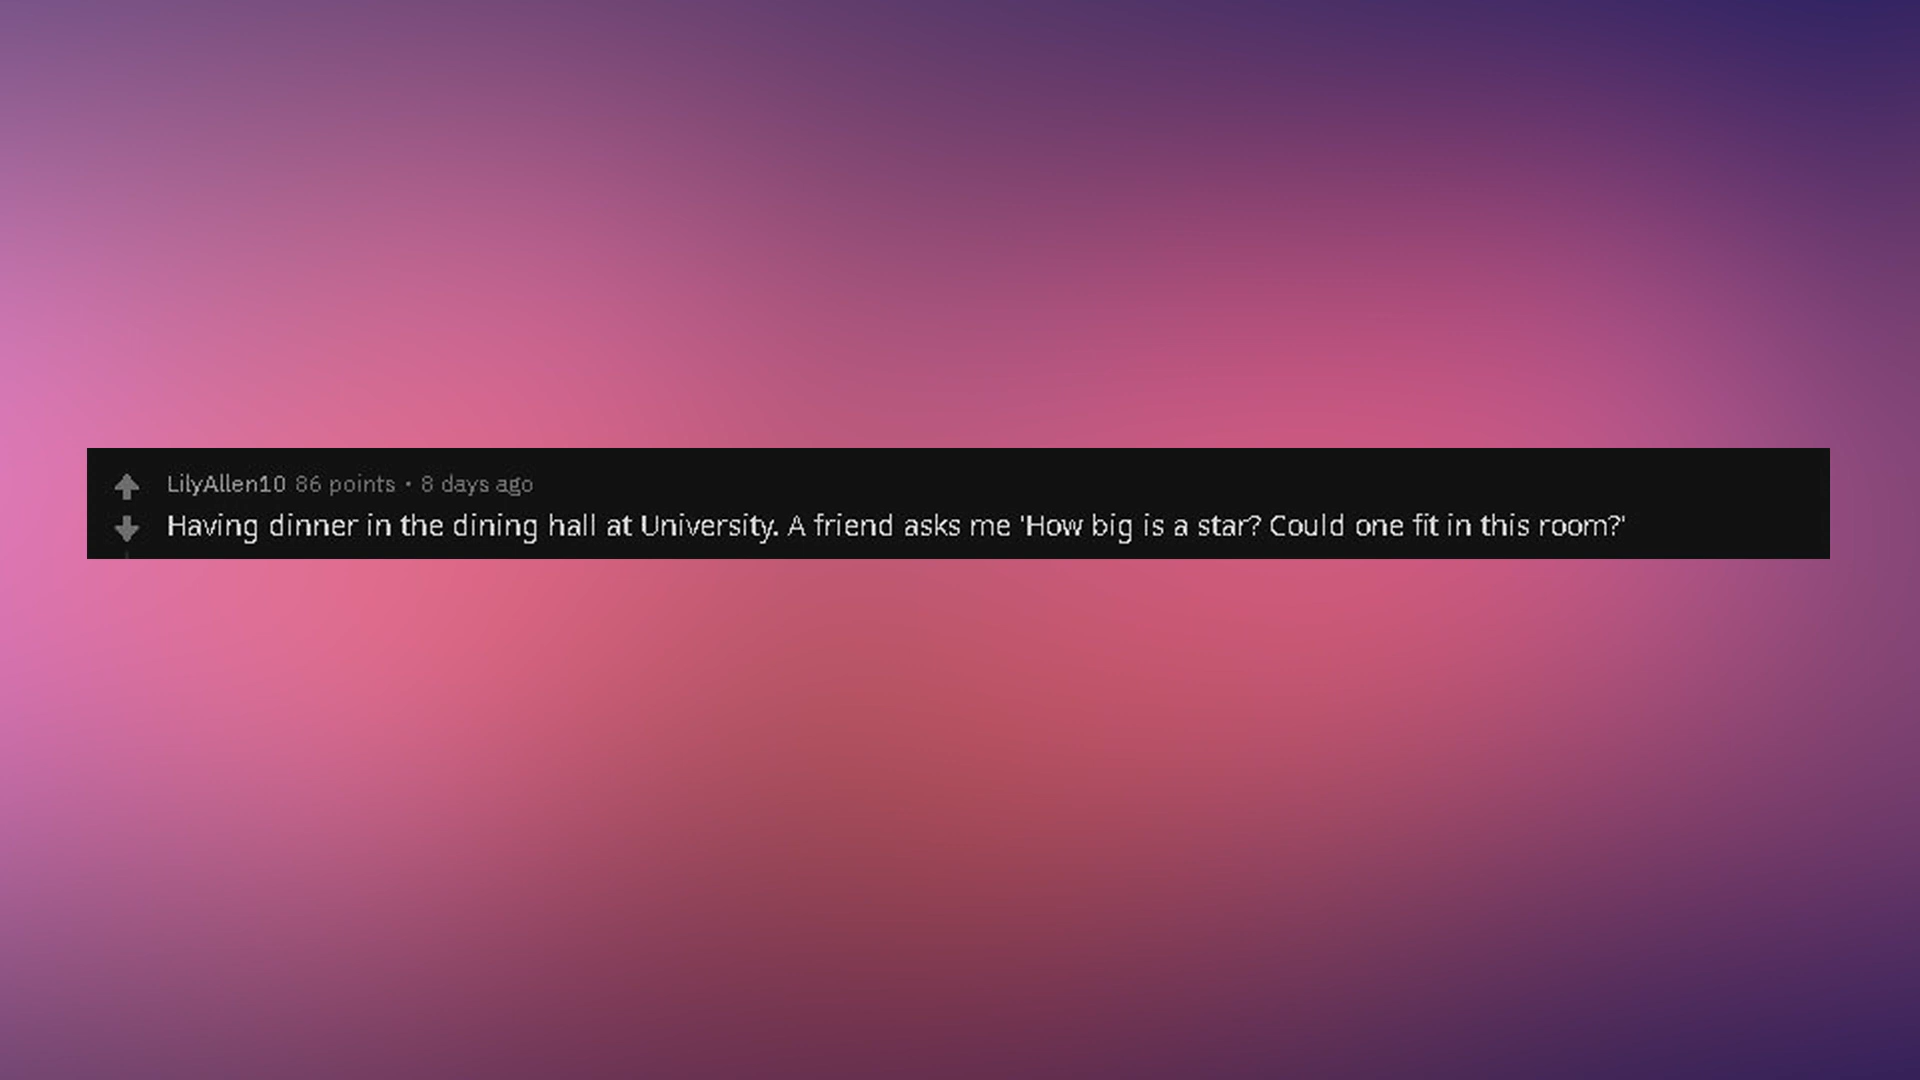 LilyAllen10 86 points • 8 days ago
Having dinner in the dining hall at University. A friend asks me 'How big is a star? Could one fit in this room?'